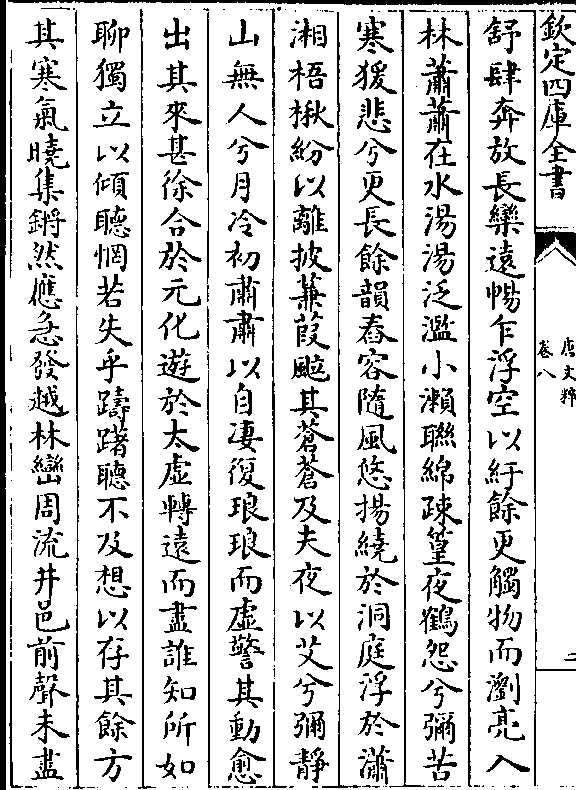 欽定四庫全書
唐文粹
卷八
二
舒肆奔放長欒遠惕乍浮空以紆餘更觸物而瀏亮入
林蕭蕭在水湯湯泛濫小瀨聯綿疎篁夜鶴怨兮彌苦
寒猨悲兮更長餘韻舂容隨風悠揚繞於洞庭浮於瀟
湘梧楸紛以離披蒹葭颭其蒼蒼及夫夜以艾兮彌靜
山無人兮月冷初肅肅以自凄復琅琅而虛警其動愈
出其來甚徐合於元化遊於太虛轉遠而盡誰知所如
聊獨立以傾聽惘若失乎躊躇聽不及想以存其餘方
其寒氣曉集鏘然應急發越林巒周流井邑前聲未盡